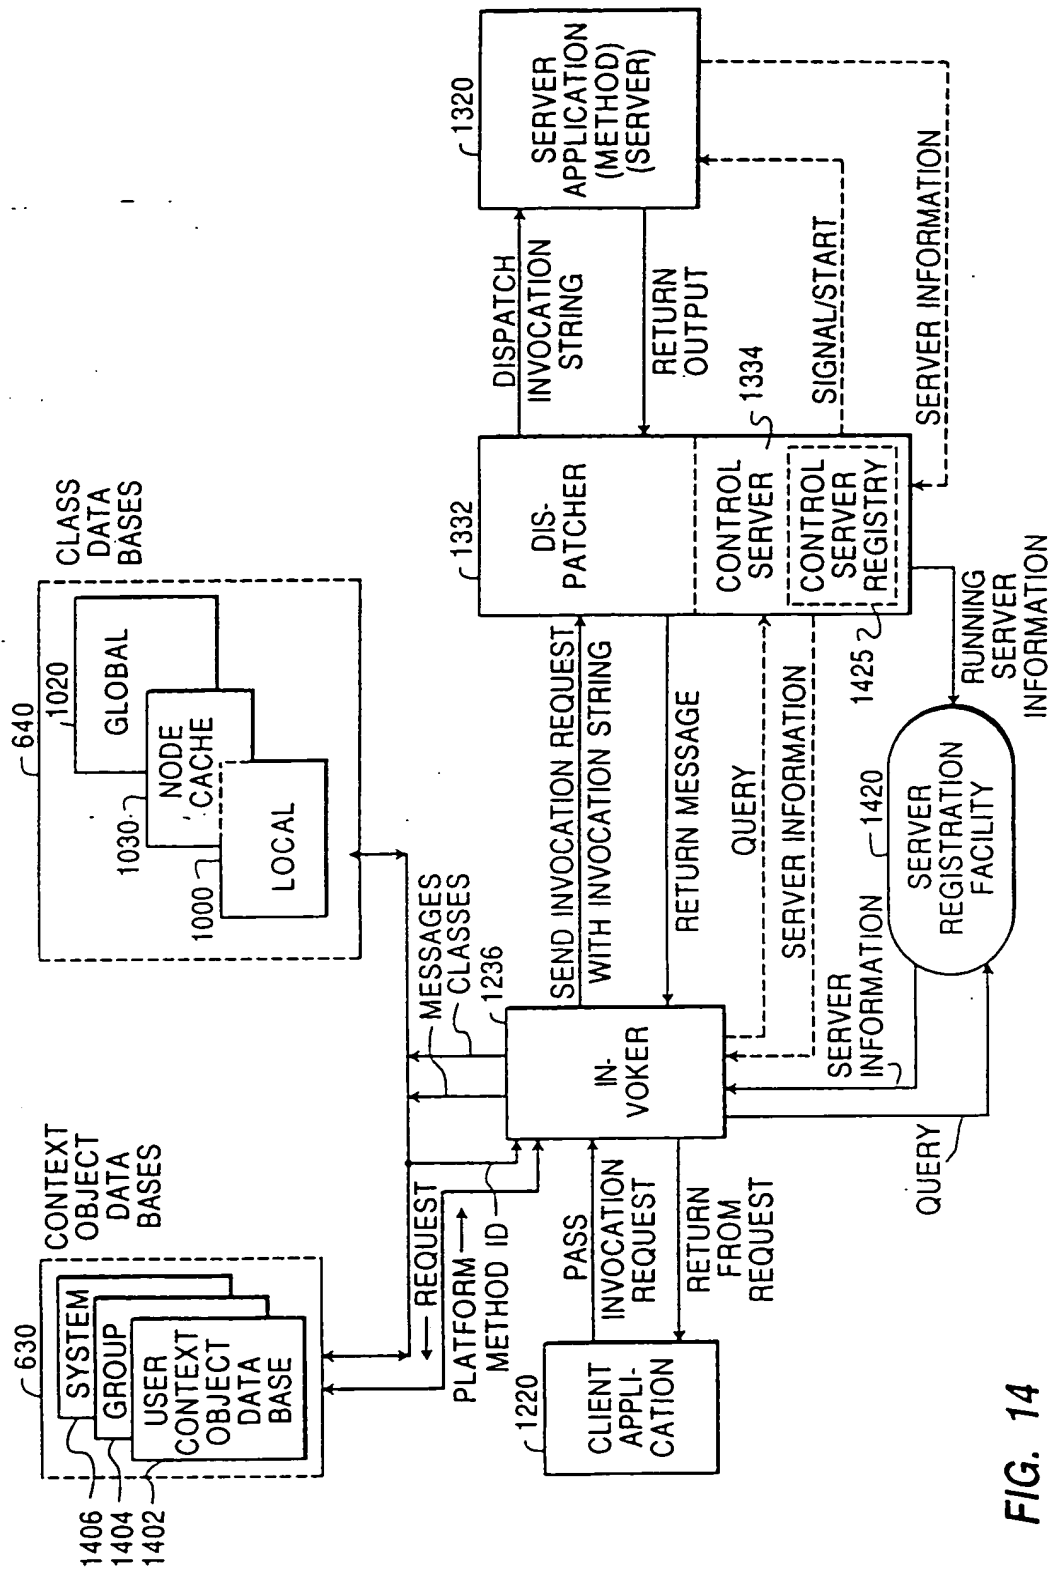 630
1406
1404
1402
SYSTEM
GROUP
USER
CONTEXT
OBJECT
DATA
BASE
CONTEXT
OBJECT
DATA
BASES
640
1020
GLOBAL
1030
NODE
CACHE
1000
LOCAL
CLASS
DATA
BASES
MESSAGES
CLASSES
REQUEST
PLATFORM
METHOD ID
1220
CLIENT
APPLI-
CATION
PASS
INVOCATION
REQUEST
RETURN
FROM
REQUEST
1236
IN-
VOKER
SEND INVOCATION REQUEST
WITH INVOCATION STRING
RETURN MESSAGE
QUERY
SERVER INFORMATION
SERVER
INFORMATION
QUERY
1420
SERVER
REGISTRATION
FACILITY
1332
DIS-
PATCHER
CONTROL
SERVER
1334
CONTROL
SERVER
REGISTRY
1425
RUNNING
SERVER
INFORMATION
DISPATCH
INVOCATION
STRING
RETURN
OUTPUT
SIGNAL/START
SERVER INFORMATION
1320
SERVER
APPLICATION
(METHOD)
(SERVER)
FIG. 14